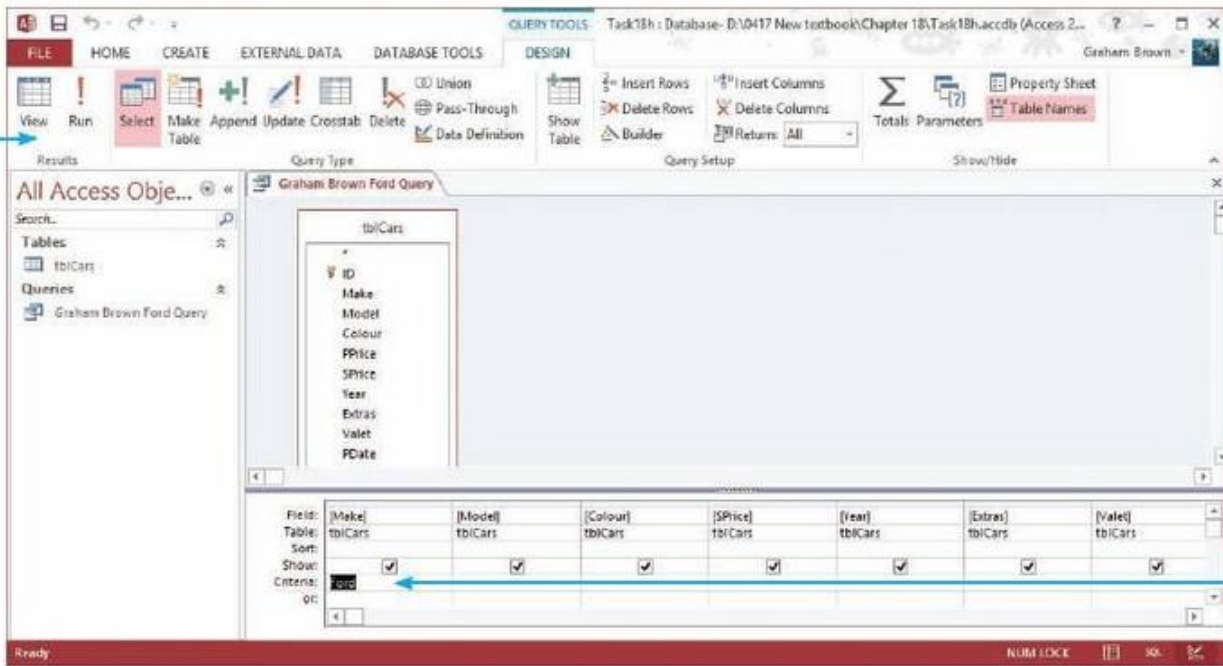 QUERY TOOLS Task18h : Database- D:\0417 New textbook\Chapter 18\Task18h.accdb (Access 2... ?
FILE HOME CREATE EXTERNAL DATA DATABASE TOOLS DESIGN Graham Brown
View Run Select Make Table Append Update Crosstab Delete
Union
Pass-Through
Data Definition
Show Table
Insert Rows
Delete Rows
Builder
Insert Columns
Delete Columns
Return: All
Totals Parameters
Property Sheet
Table Names
Results Query Type Query Setup Show/Hide
All Access Obje... «
Search...
Tables
tblCars
Queries
Graham Brown Ford Query
Graham Brown Ford Query
tblCars
*
ID
Make
Model
Colour
PPrice
SPrice
Year
Extras
Valet
PDate
Field: [Make] [Model] [Colour] [SPrice] [Year] [Extras] [Valet]
Table: tblCars tblCars tblCars tblCars tblCars tblCars tblCars
Sort:
Show:
Criteria: Ford
or:
Ready NUM LOCK SQL